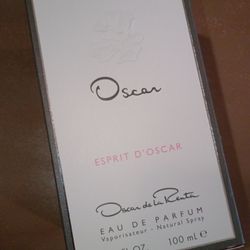 Oscar
ESPRIT D'OSCAR
Oscar de la Renta
EAU DE PARFUM
Vaporisateur - Natural Spray
100 ml e